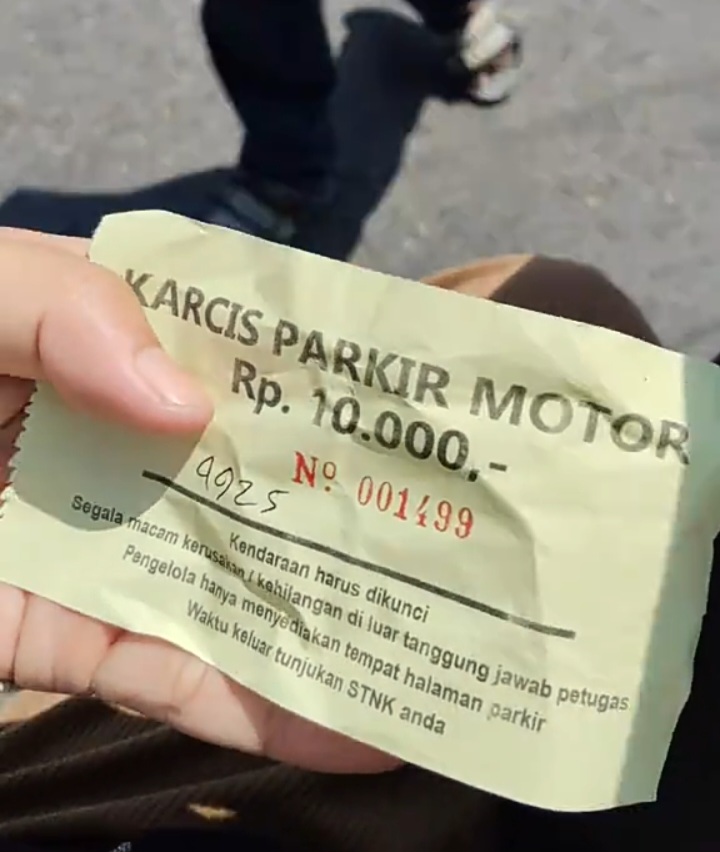 KARCIS PARKIR MOTOR
Rp. 10.000,-
4925 Nº 001499
Kendaraan harus dikunci
Segala macam kerusakan / kehilangan di luar tanggung jawab petugas
Pengelola hanya menyediakan tempat halaman parkir
Waktu keluar tunjukan STNK anda